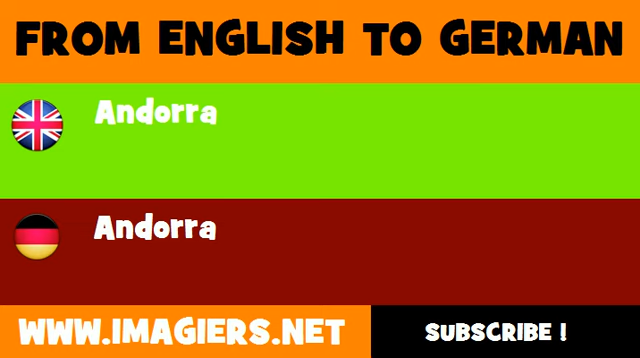 FROM ENGLISH TO GERMAN
Andorra
Andorra
WWW.IMAGIERS.NET
SUBSCRIBE !